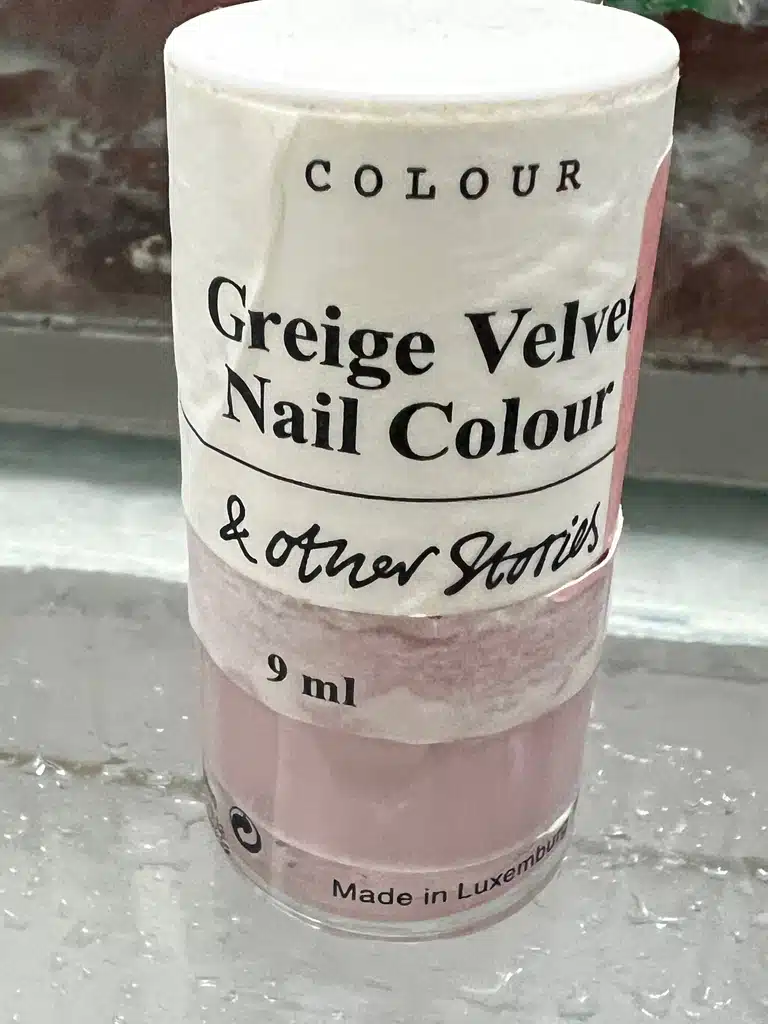 COLOUR
Greige Velvet
Nail Colour
& other Stories
9 ml
Made in Luxembourg